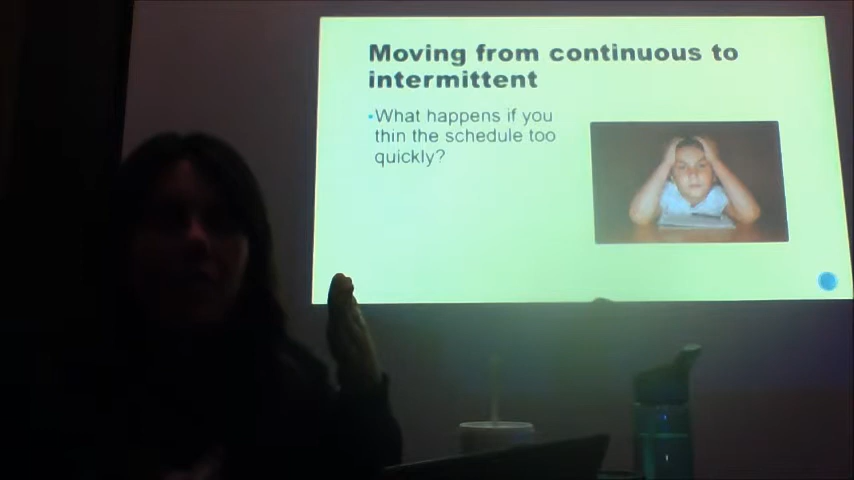 Moving from continuous to
intermittent
•What happens if you
thin the schedule too
quickly?